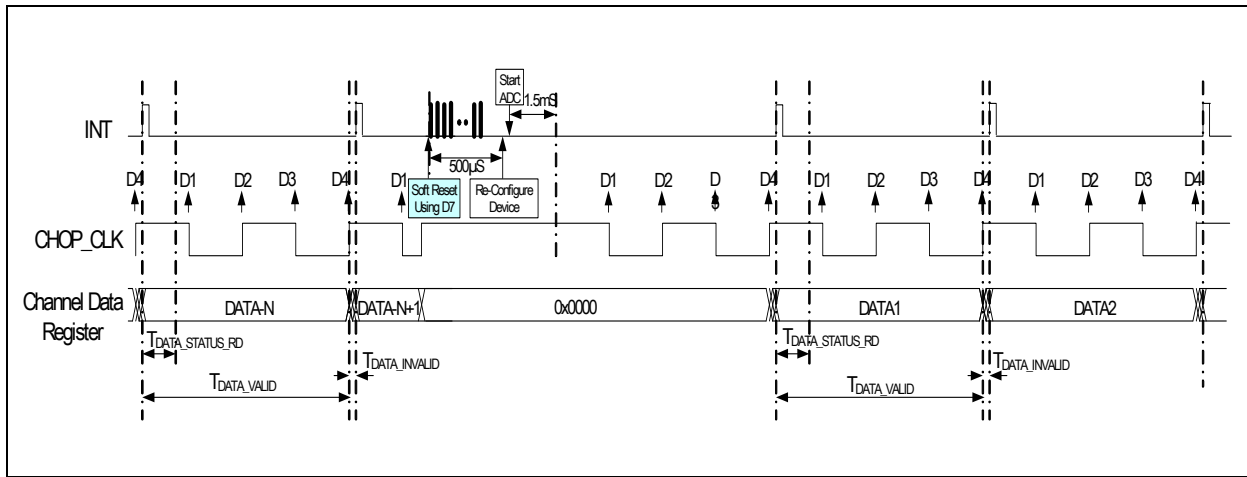 Start
ADC
1.5mS
INT
500µS
D4 D1 D2 D3 D4 D1 Soft Reset Using D7 Re-Configure Device D1 D2 D3 D4 D1 D2 D3 D4 D1 D2 D3 D4
CHOP_CLK
Channel Data Register
DATA-N DATA-N+1 0x0000 DATA1 DATA2
TDATA_STATUS_RD TDATA_STATUS_RD
TDATA_INVALID TDATA_INVALID
TDATA_VALID TDATA_VALID